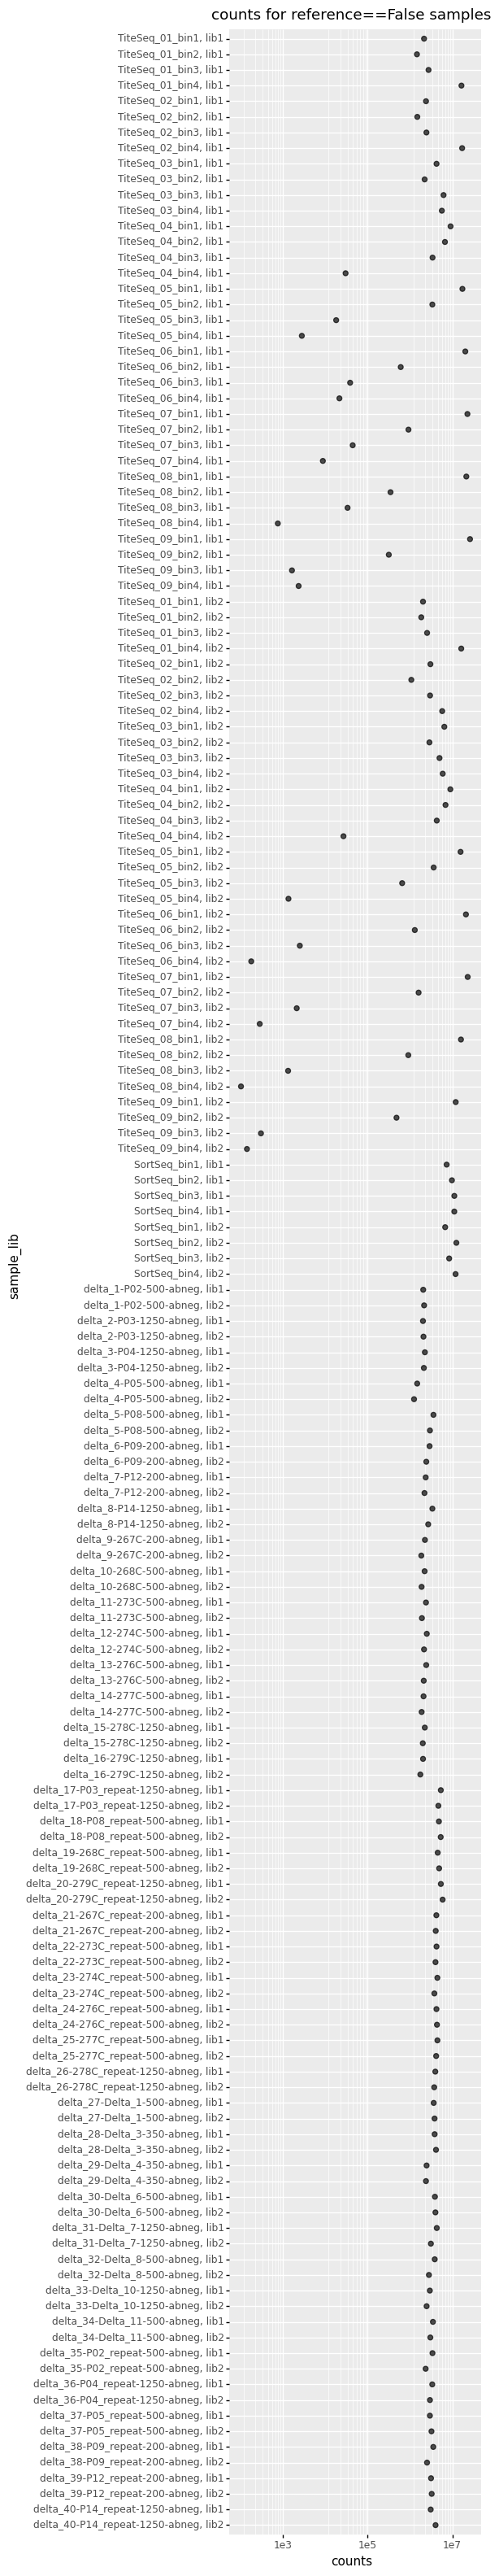 counts for reference==False samples
TiteSeq_01_bin1, lib1
TiteSeq_01_bin2, lib1
TiteSeq_01_bin3, lib1
TiteSeq_01_bin4, lib1
TiteSeq_02_bin1, lib1
TiteSeq_02_bin2, lib1
TiteSeq_02_bin3, lib1
TiteSeq_02_bin4, lib1
TiteSeq_03_bin1, lib1
TiteSeq_03_bin2, lib1
TiteSeq_03_bin3, lib1
TiteSeq_03_bin4, lib1
TiteSeq_04_bin1, lib1
TiteSeq_04_bin2, lib1
TiteSeq_04_bin3, lib1
TiteSeq_04_bin4, lib1
TiteSeq_05_bin1, lib1
TiteSeq_05_bin2, lib1
TiteSeq_05_bin3, lib1
TiteSeq_05_bin4, lib1
TiteSeq_06_bin1, lib1
TiteSeq_06_bin2, lib1
TiteSeq_06_bin3, lib1
TiteSeq_06_bin4, lib1
TiteSeq_07_bin1, lib1
TiteSeq_07_bin2, lib1
TiteSeq_07_bin3, lib1
TiteSeq_07_bin4, lib1
TiteSeq_08_bin1, lib1
TiteSeq_08_bin2, lib1
TiteSeq_08_bin3, lib1
TiteSeq_08_bin4, lib1
TiteSeq_09_bin1, lib1
TiteSeq_09_bin2, lib1
TiteSeq_09_bin3, lib1
TiteSeq_09_bin4, lib1
TiteSeq_01_bin1, lib2
TiteSeq_01_bin2, lib2
TiteSeq_01_bin3, lib2
TiteSeq_01_bin4, lib2
TiteSeq_02_bin1, lib2
TiteSeq_02_bin2, lib2
TiteSeq_02_bin3, lib2
TiteSeq_02_bin4, lib2
TiteSeq_03_bin1, lib2
TiteSeq_03_bin2, lib2
TiteSeq_03_bin3, lib2
TiteSeq_03_bin4, lib2
TiteSeq_04_bin1, lib2
TiteSeq_04_bin2, lib2
TiteSeq_04_bin3, lib2
TiteSeq_04_bin4, lib2
TiteSeq_05_bin1, lib2
TiteSeq_05_bin2, lib2
TiteSeq_05_bin3, lib2
TiteSeq_05_bin4, lib2
TiteSeq_06_bin1, lib2
TiteSeq_06_bin2, lib2
TiteSeq_06_bin3, lib2
TiteSeq_06_bin4, lib2
TiteSeq_07_bin1, lib2
TiteSeq_07_bin2, lib2
TiteSeq_07_bin3, lib2
TiteSeq_07_bin4, lib2
TiteSeq_08_bin1, lib2
TiteSeq_08_bin2, lib2
TiteSeq_08_bin3, lib2
TiteSeq_08_bin4, lib2
TiteSeq_09_bin1, lib2
TiteSeq_09_bin2, lib2
TiteSeq_09_bin3, lib2
TiteSeq_09_bin4, lib2
SortSeq_bin1, lib1
SortSeq_bin2, lib1
SortSeq_bin3, lib1
SortSeq_bin4, lib1
SortSeq_bin1, lib2
SortSeq_bin2, lib2
SortSeq_bin3, lib2
SortSeq_bin4, lib2
delta_1-P02-500-abneg, lib1
delta_1-P02-500-abneg, lib2
delta_2-P03-1250-abneg, lib1
delta_2-P03-1250-abneg, lib2
delta_3-P04-1250-abneg, lib1
delta_3-P04-1250-abneg, lib2
delta_4-P05-500-abneg, lib1
delta_4-P05-500-abneg, lib2
delta_5-P08-500-abneg, lib1
delta_5-P08-500-abneg, lib2
delta_6-P09-200-abneg, lib1
delta_6-P09-200-abneg, lib2
delta_7-P12-200-abneg, lib1
delta_7-P12-200-abneg, lib2
delta_8-P14-1250-abneg, lib1
delta_8-P14-1250-abneg, lib2
delta_9-267C-200-abneg, lib1
delta_9-267C-200-abneg, lib2
delta_10-268C-500-abneg, lib1
delta_10-268C-500-abneg, lib2
delta_11-273C-500-abneg, lib1
delta_11-273C-500-abneg, lib2
delta_12-274C-500-abneg, lib1
delta_12-274C-500-abneg, lib2
delta_13-276C-500-abneg, lib1
delta_13-276C-500-abneg, lib2
delta_14-277C-500-abneg, lib1
delta_14-277C-500-abneg, lib2
delta_15-278C-1250-abneg, lib1
delta_15-278C-1250-abneg, lib2
delta_16-279C-1250-abneg, lib1
delta_16-279C-1250-abneg, lib2
delta_17-P03_repeat-1250-abneg, lib1
delta_17-P03_repeat-1250-abneg, lib2
delta_18-P08_repeat-500-abneg, lib1
delta_18-P08_repeat-500-abneg, lib2
delta_19-268C_repeat-500-abneg, lib1
delta_19-268C_repeat-500-abneg, lib2
delta_20-279C_repeat-1250-abneg, lib1
delta_20-279C_repeat-1250-abneg, lib2
delta_21-267C_repeat-200-abneg, lib1
delta_21-267C_repeat-200-abneg, lib2
delta_22-273C_repeat-500-abneg, lib1
delta_22-273C_repeat-500-abneg, lib2
delta_23-274C_repeat-500-abneg, lib1
delta_23-274C_repeat-500-abneg, lib2
delta_24-276C_repeat-500-abneg, lib1
delta_24-276C_repeat-500-abneg, lib2
delta_25-277C_repeat-500-abneg, lib1
delta_25-277C_repeat-500-abneg, lib2
delta_26-278C_repeat-1250-abneg, lib1
delta_26-278C_repeat-1250-abneg, lib2
delta_27-Delta_1-500-abneg, lib1
delta_27-Delta_1-500-abneg, lib2
delta_28-Delta_3-350-abneg, lib1
delta_28-Delta_3-350-abneg, lib2
delta_29-Delta_4-350-abneg, lib1
delta_29-Delta_4-350-abneg, lib2
delta_30-Delta_6-500-abneg, lib1
delta_30-Delta_6-500-abneg, lib2
delta_31-Delta_7-1250-abneg, lib1
delta_31-Delta_7-1250-abneg, lib2
delta_32-Delta_8-500-abneg, lib1
delta_32-Delta_8-500-abneg, lib2
delta_33-Delta_10-1250-abneg, lib1
delta_33-Delta_10-1250-abneg, lib2
delta_34-Delta_11-500-abneg, lib1
delta_34-Delta_11-500-abneg, lib2
delta_35-P02_repeat-500-abneg, lib1
delta_35-P02_repeat-500-abneg, lib2
delta_36-P04_repeat-1250-abneg, lib1
delta_36-P04_repeat-1250-abneg, lib2
delta_37-P05_repeat-500-abneg, lib1
delta_37-P05_repeat-500-abneg, lib2
delta_38-P09_repeat-200-abneg, lib1
delta_38-P09_repeat-200-abneg, lib2
delta_39-P12_repeat-200-abneg, lib1
delta_39-P12_repeat-200-abneg, lib2
delta_40-P14_repeat-1250-abneg, lib1
delta_40-P14_repeat-1250-abneg, lib2
sample_lib
1e3 1e5 1e7
counts